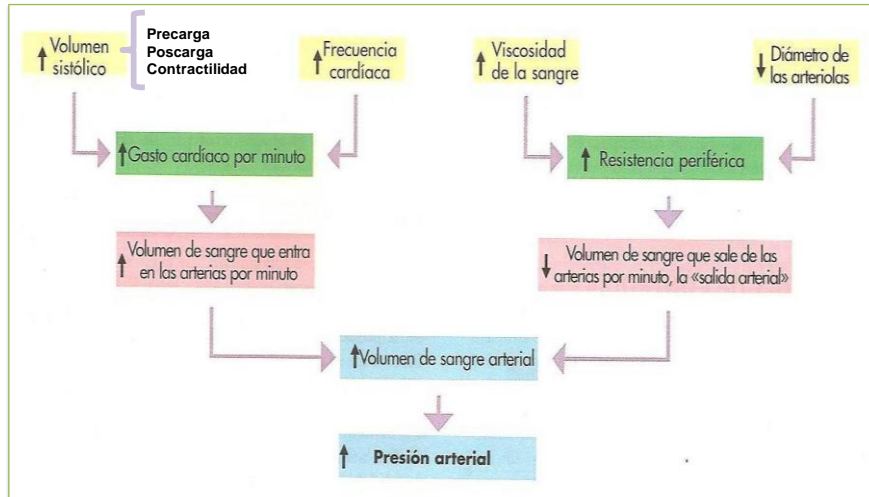 ↑ Volumen
sistólico
Precarga
Poscarga
Contractilidad
↑ Frecuencia
cardíaca
↑ Viscosidad
de la sangre
↓ Diámetro de
las arteriolas
↑ Gasto cardíaco por minuto
↑ Resistencia periférica
↑ Volumen de sangre que entra
en las arterias por minuto
↓ Volumen de sangre que sale de las
arterias por minuto, la «salida arterial»
↑ Volumen de sangre arterial
↑ Presión arterial